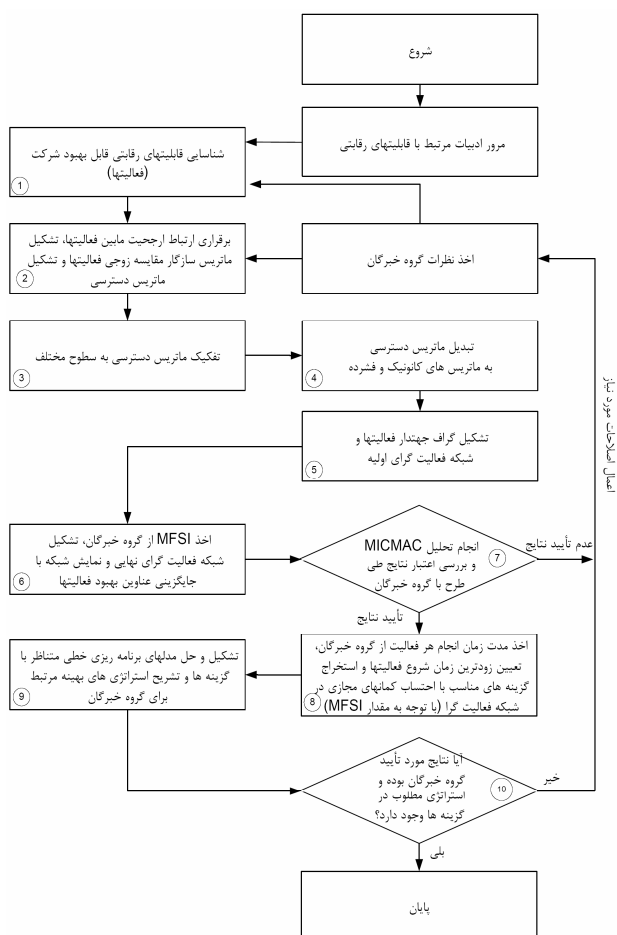 شروع
مرور ادبیات مرتبط با قابلیتهای رقابتی
شناسایی قابلیتهای رقابتی قابل بهبود شرکت
(فعالیتها)
1
برقراری ارتباط ارجحیت مابین فعالیتها، تشکیل
ماتریس سازگار مقایسه زوجی فعالیتها و تشکیل
ماتریس دسترسی
2
اخذ نظرات گروه خبرگان
تفکیک ماتریس دسترسی به سطوح مختلف
3
تبدیل ماتریس دسترسی
به ماتریس های کانونیک و فشرده
4
تشکیل گراف جهتدار فعالیتها و
شبکه فعالیت گرای اولیه
5
اخذ MFSI از گروه خبرگان، تشکیل
شبکه فعالیت گرای نهایی و نمایش شبکه با
جایگزینی عناوین بهبود فعالیتها
6
انجام تحلیل MICMAC
و بررسی اعتبار نتایج طی
طرح با گروه خبرگان
7
عدم تأیید نتایج
تأیید نتایج
اعمال اصلاحات مورد نیاز
اخذ مدت زمان انجام هر فعالیت از گروه خبرگان،
تعیین زودترین زمان شروع فعالیتها و استخراج
گزینه های مناسب با احتساب کمانهای مجازی در
شبکه فعالیت گرا (با توجه به مقدار MFSI)
8
تشکیل و حل مدلهای برنامه ریزی خطی متناظر با
گزینه ها و تشریح استراتژی های بهینه مرتبط
برای گروه خبرگان
9
آیا نتایج مورد تأیید
گروه خبرگان بوده و
استراتژی مطلوب در
گزینه ها وجود دارد؟
10
خیر
بلی
پایان